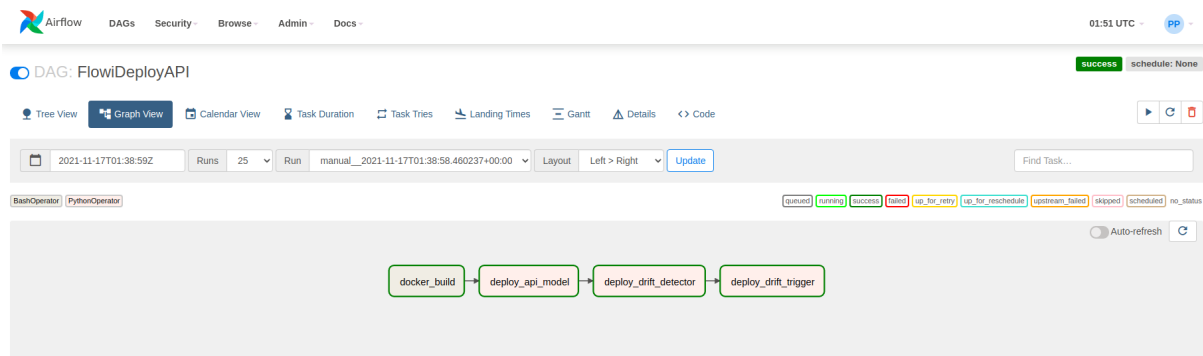 Airflow DAGs Security Browse Admin Docs 01:51 UTC PP
DAG: FlowiDeployAPI success schedule: None
Tree View Graph View Calendar View Task Duration Task Tries Landing Times Gantt Details Code
2021-11-17T01:38:59Z Runs 25 Run manual__2021-11-17T01:38:58.460237+00:00 Layout Left > Right Update Find Task...
BashOperator PythonOperator queued running success failed up_for_retry up_for_reschedule upstream_failed skipped scheduled no_status
Auto-refresh
docker_build deploy_api_model deploy_drift_detector deploy_drift_trigger